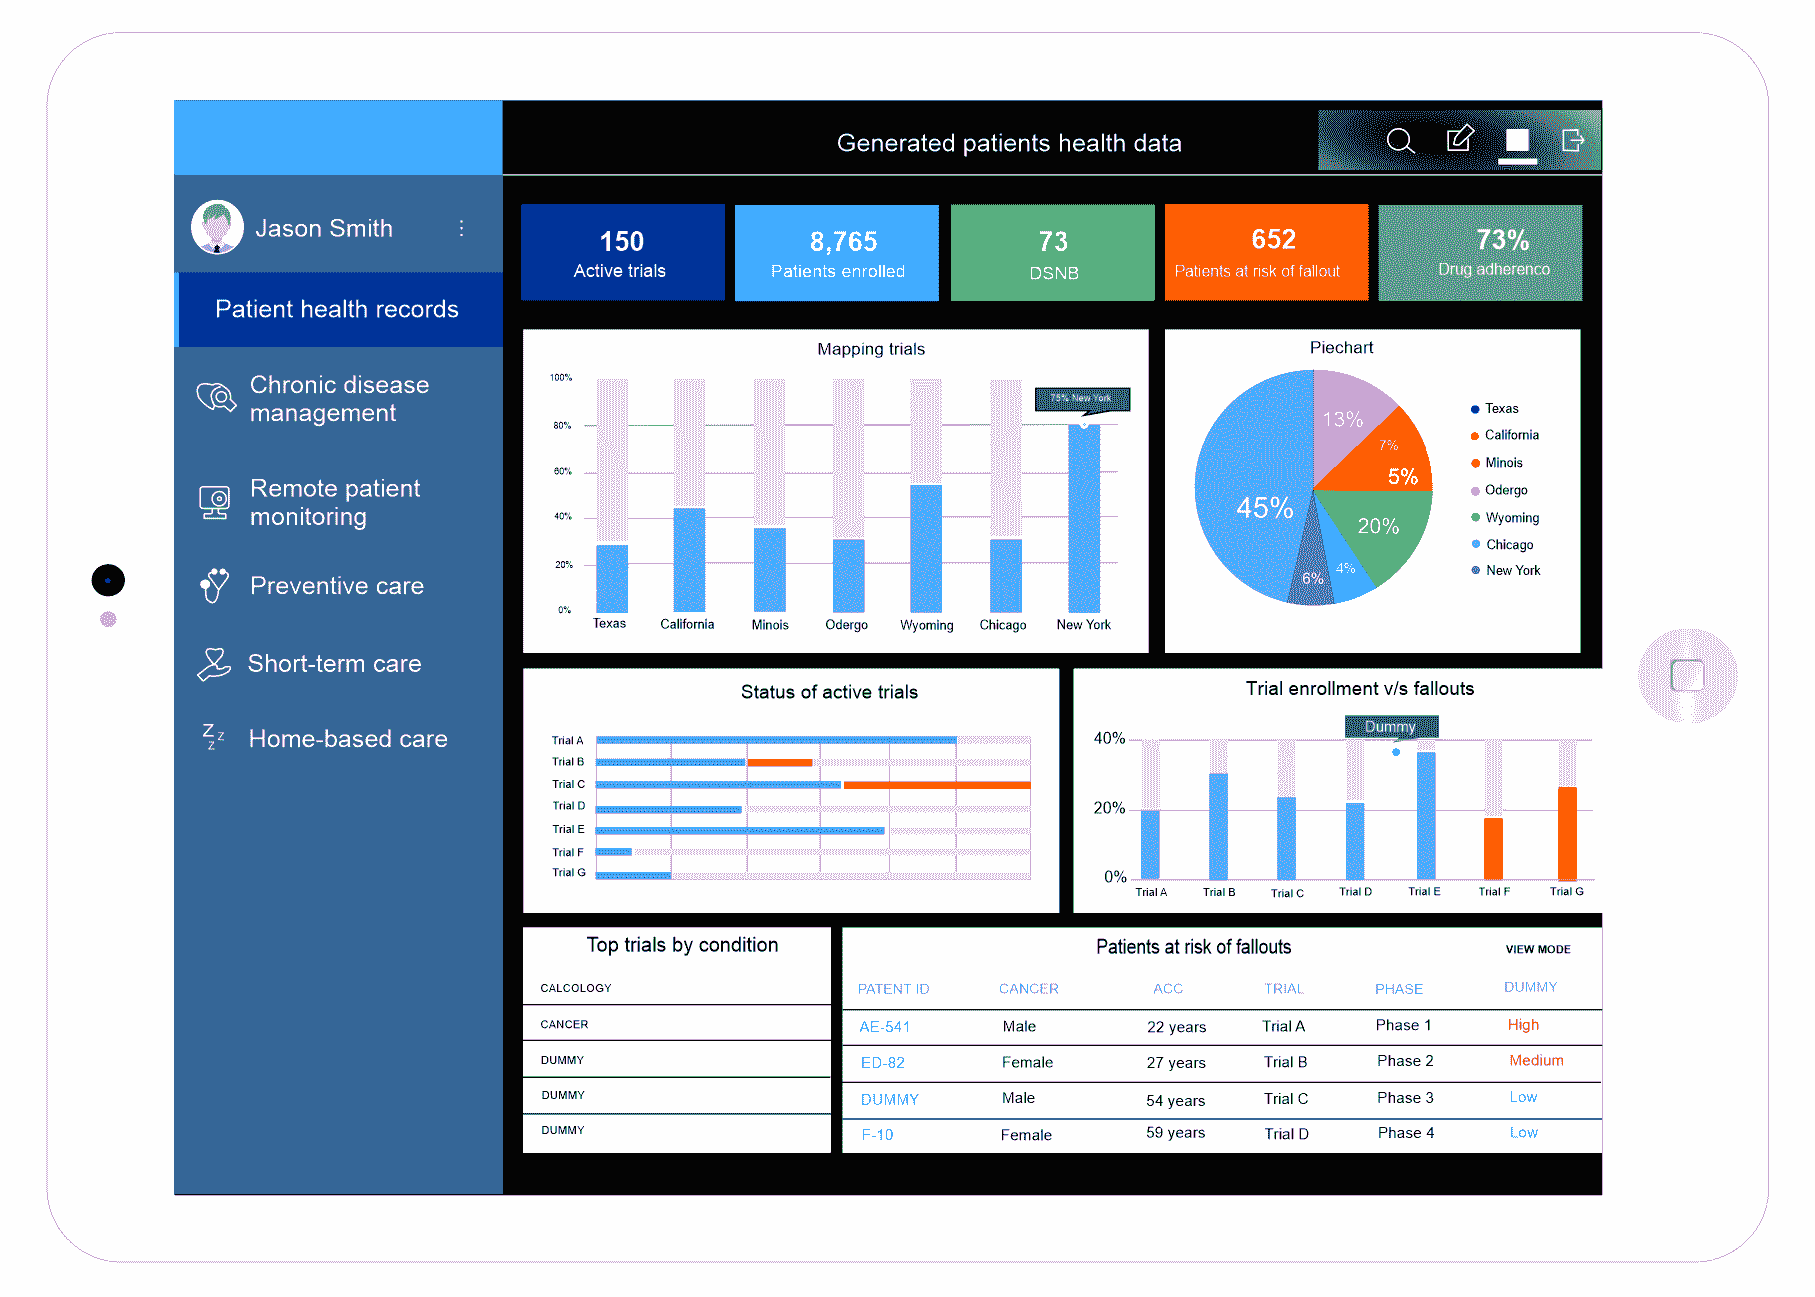 Generated patients health data
Jason Smith
Patient health records
Chronic disease
management
Remote patient
monitoring
Preventive care
Short-term care
Z z z
Home-based care
150
Active trials
8,765
Patients enrolled
73
DSNB
652
Patients at risk of fallout
73%
Drug adherenco
Mapping trials
100%
80%
60%
40%
20%
0%
75% New York
Texas California Minois Odergo Wyoming Chicago New York
Piechart
13%
7%
5%
45%
20%
4%
6%
Texas
California
Minois
Odergo
Wyoming
Chicago
New York
Status of active trials
Trial A
Trial B
Trial C
Trial D
Trial E
Trial F
Trial G
Trial enrollment v/s fallouts
Dummy
40%
20%
0%
Trial A Trial B Trial C Trial D Trial E Trial F Trial G
Top trials by condition
CALCOLOGY
CANCER
DUMMY
DUMMY
DUMMY
Patients at risk of fallouts
VIEW MODE
PATENT ID CANCER ACC TRIAL PHASE DUMMY
AE-541 Male 22 years Trial A Phase 1 High
ED-82 Female 27 years Trial B Phase 2 Medium
DUMMY Male 54 years Trial C Phase 3 Low
F-10 Female 59 years Trial D Phase 4 Low